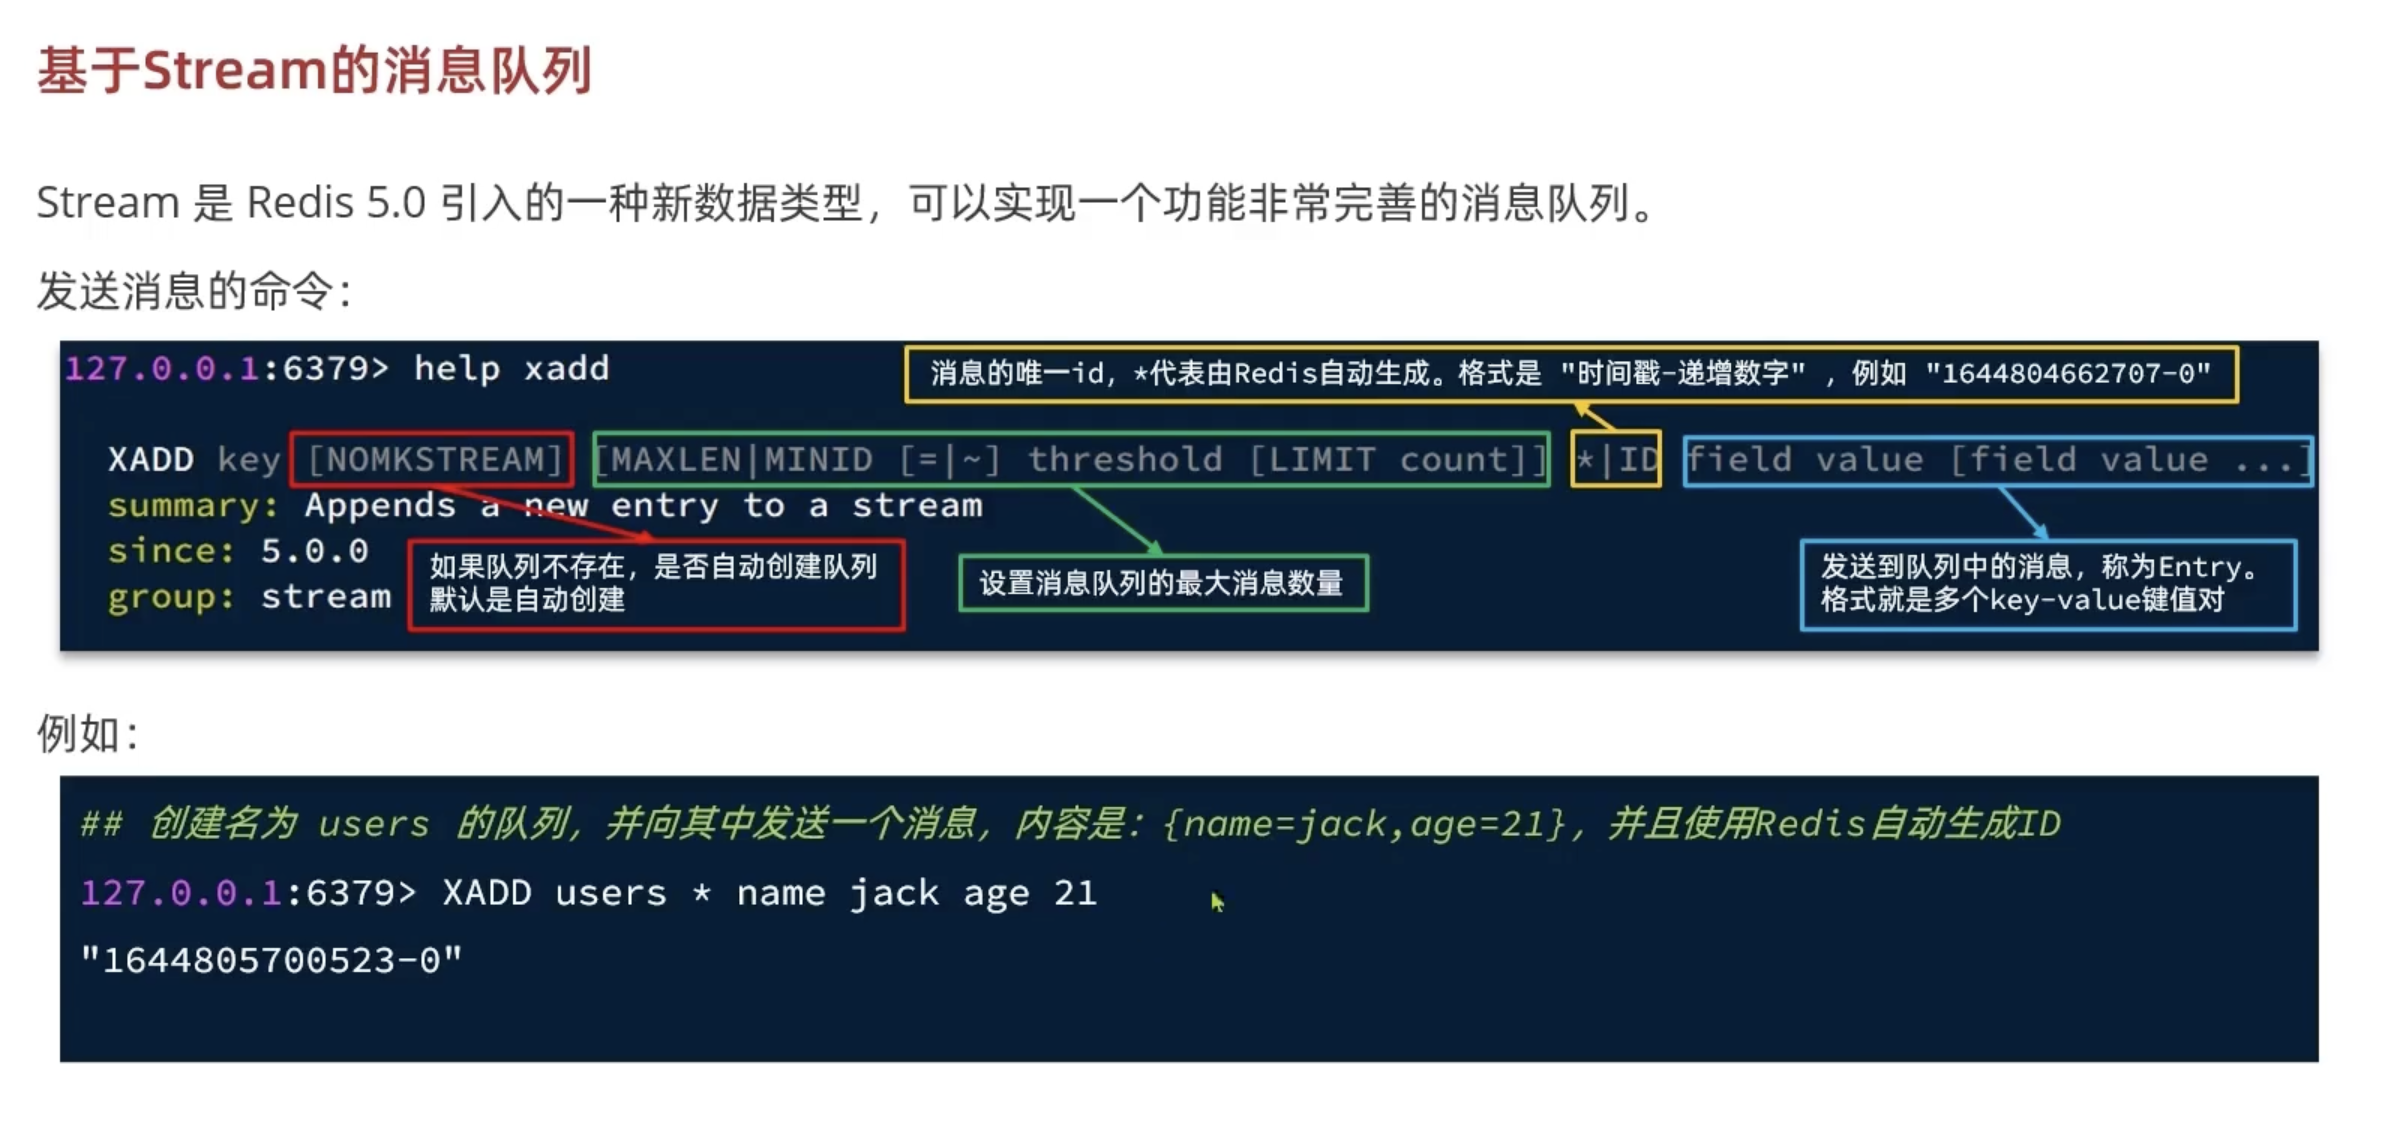 基于Stream的消息队列
Stream 是 Redis 5.0 引入的一种新数据类型，可以实现一个功能非常完善的消息队列。
发送消息的命令：
127.0.0.1:6379> help xadd
消息的唯一id，*代表由Redis自动生成。格式是 "时间戳-递增数字" ，例如 "1644804662707-0"
XADD key [NOMKSTREAM] [MAXLEN|MINID [=|~] threshold [LIMIT count]] *|ID field value [field value ...]
summary: Appends a new entry to a stream
since: 5.0.0
group: stream
如果队列不存在，是否自动创建队列
默认是自动创建
设置消息队列的最大消息数量
发送到队列中的消息，称为Entry。
格式就是多个key-value键值对
例如：
## 创建名为 users 的队列，并向其中发送一个消息，内容是：{name=jack,age=21}，并且使用Redis自动生成ID
127.0.0.1:6379> XADD users * name jack age 21
"1644805700523-0"